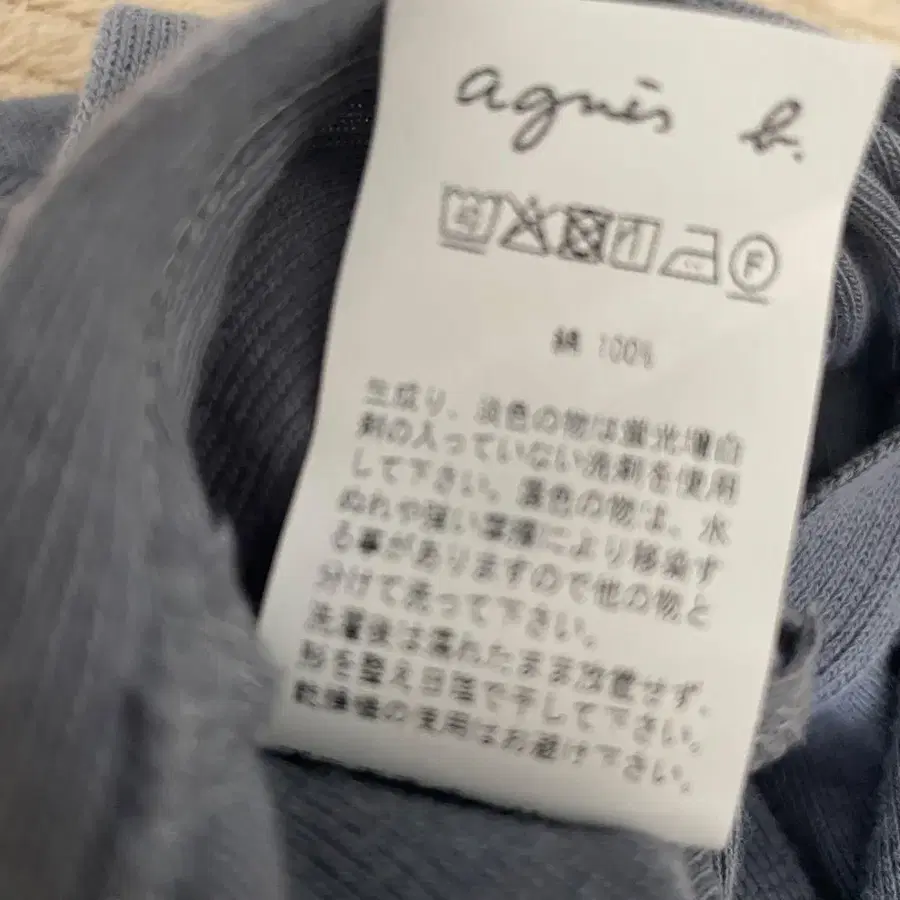 agnès b.
F
綿 100%
生成り、淡色の物は蛍光増白
剤の入っていない洗剤を使用
して下さい。濃色の物は、水
ぬれや強い摩擦により移染す
る事がありますので他の物と
分けて洗って下さい。
洗濯後は濡れたまま放置せず、
形を整え日陰で干して下さい。
乾燥機の使用はお避け下さい。